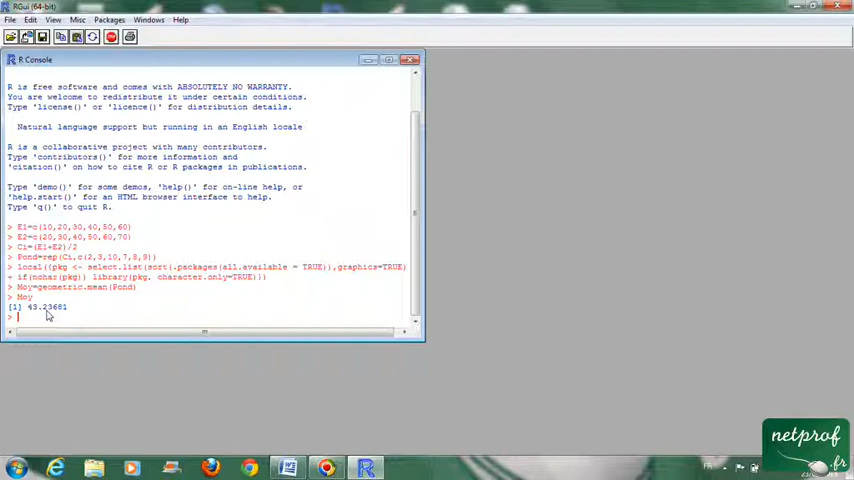 RGui (64-bit)
File Edit View Misc Packages Windows Help
R Console
R is free software and comes with ABSOLUTELY NO WARRANTY.
You are welcome to redistribute it under certain conditions.
Type 'license()' or 'licence()' for distribution details.
Natural language support but running in an English locale
R is a collaborative project with many contributors.
Type 'contributors()' for more information and
'citation()' on how to cite R or R packages in publications.
Type 'demo()' for some demos, 'help()' for on-line help, or
'help.start()' for an HTML browser interface to help.
Type 'q()' to quit R.
> E1=c(10,20,30,40,50,60)
> E2=c(20,30,40,50,60,70)
> Ci=(E1+E2)/2
> Pond=rep(Ci,c(2,3,10,7,8,9))
> local({pkg <- select.list(sort(.packages(all.available = TRUE)),graphics=TRUE)
+ if(nchar(pkg)) library(pkg, character.only=TRUE)})
> Moy=geometric.mean(Pond)
> Moy
[1] 43.23681
>
netprof
.fr
FR